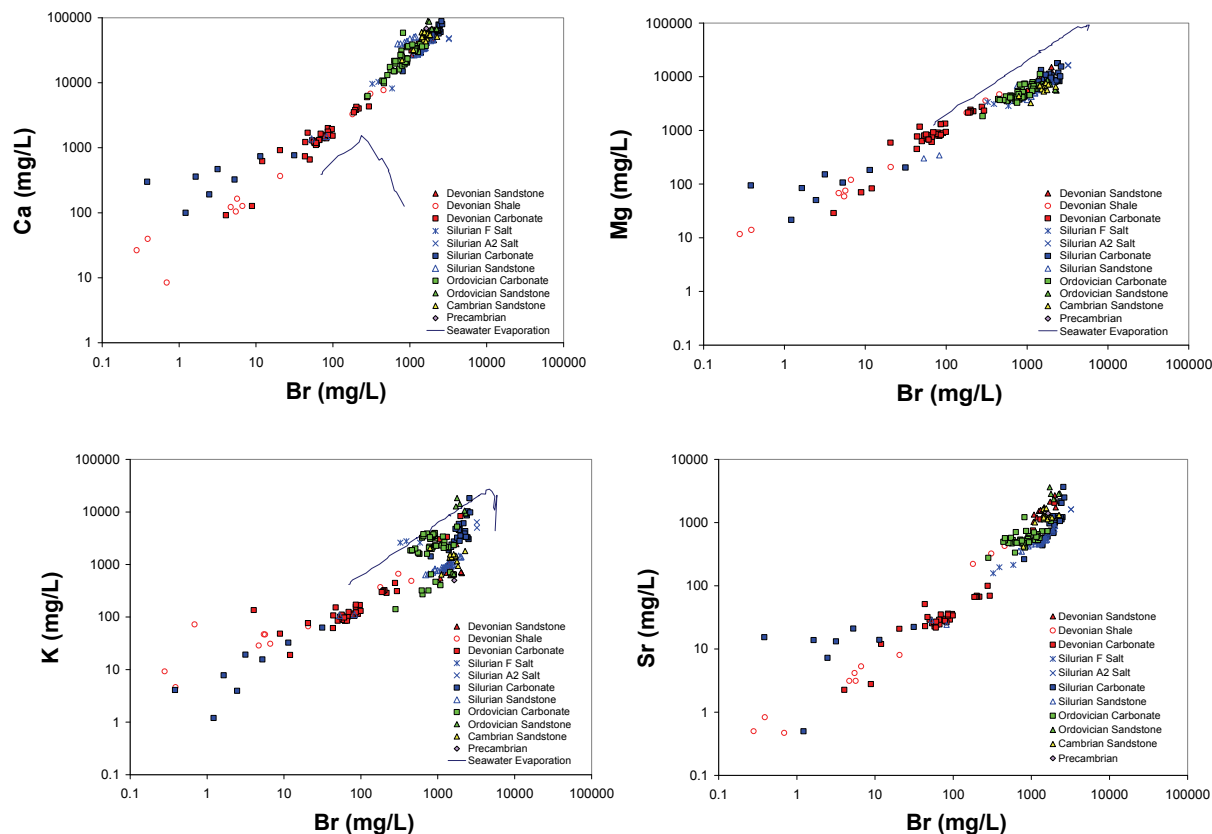 100000
10000
1000
100
10
1
Ca (mg/L)
0.1 1 10 100 1000 10000 100000
Br (mg/L)
Devonian Sandstone
Devonian Shale
Devonian Carbonate
Silurian F Salt
Silurian A2 Salt
Silurian Carbonate
Silurian Sandstone
Ordovician Carbonate
Ordovician Sandstone
Cambrian Sandstone
Precambrian
Seawater Evaporation
100000
10000
1000
100
10
1
0.1
Mg (mg/L)
0.1 1 10 100 1000 10000 100000
Br (mg/L)
Devonian Sandstone
Devonian Shale
Devonian Carbonate
Silurian F Salt
Silurian A2 Salt
Silurian Carbonate
Silurian Sandstone
Ordovician Carbonate
Ordovician Sandstone
Cambrian Sandstone
Precambrian
Seawater Evaporation
100000
10000
1000
100
10
1
0.1
K (mg/L)
0.1 1 10 100 1000 10000 100000
Br (mg/L)
Devonian Sandstone
Devonian Shale
Devonian Carbonate
Silurian F Salt
Silurian A2 Salt
Silurian Carbonate
Silurian Sandstone
Ordovician Carbonate
Ordovician Sandstone
Cambrian Sandstone
Precambrian
Seawater Evaporation
10000
1000
100
10
1
0.1
Sr (mg/L)
0.1 1 10 100 1000 10000 100000
Br (mg/L)
Devonian Sandstone
Devonian Shale
Devonian Carbonate
Silurian F Salt
Silurian A2 Salt
Silurian Carbonate
Silurian Sandstone
Ordovician Carbonate
Ordovician Sandstone
Cambrian Sandstone
Precambrian